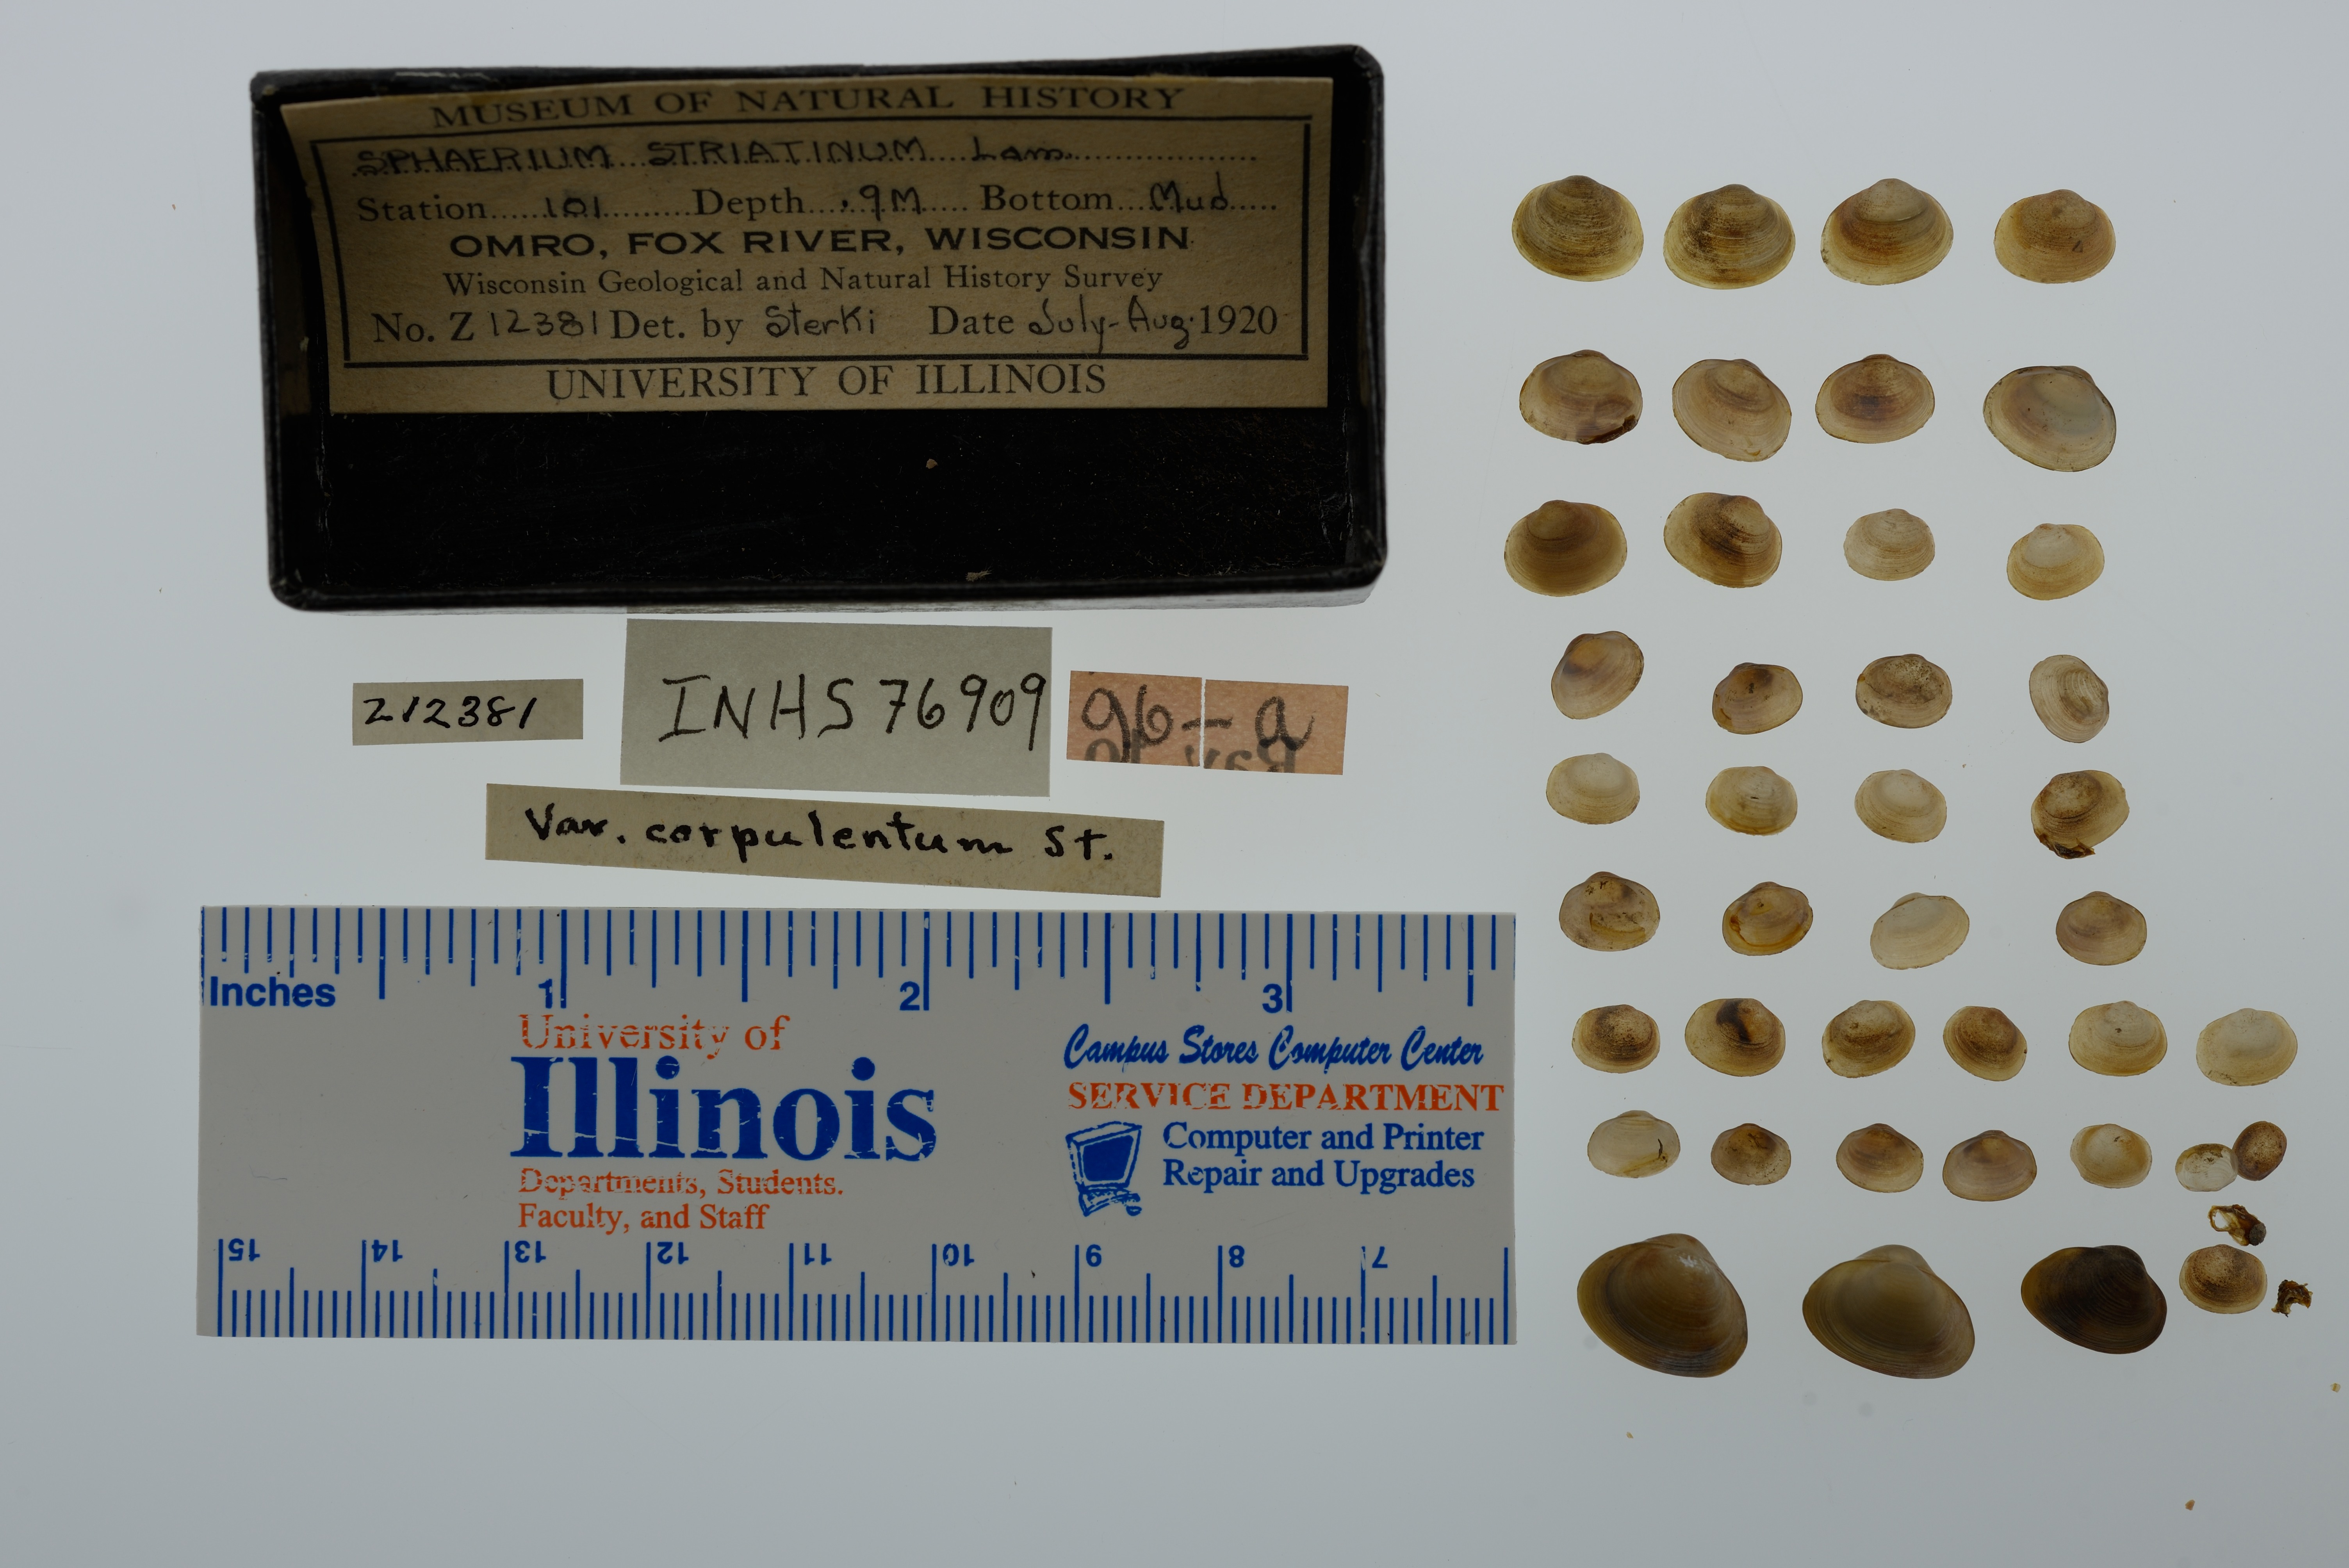 MUSEUM OF NATURAL HISTORY
SPHAERIUM STRIATINUM Lam.
Station 101 Depth .9M Bottom Mud
OMRO, FOX RIVER, WISCONSIN
Wisconsin Geological and Natural History Survey
No. Z 12381 Det. by Sterki Date July-Aug. 1920
UNIVERSITY OF ILLINOIS
Z12381
INHS 76909
96-a
Var. corpulentum St.
Inches 1 2 3
University of
Illinois
Departments, Students.
Faculty, and Staff
Campus Stores Computer Center
SERVICE DEPARTMENT
Computer and Printer
Repair and Upgrades
15 14 13 12 11 10 9 8 7